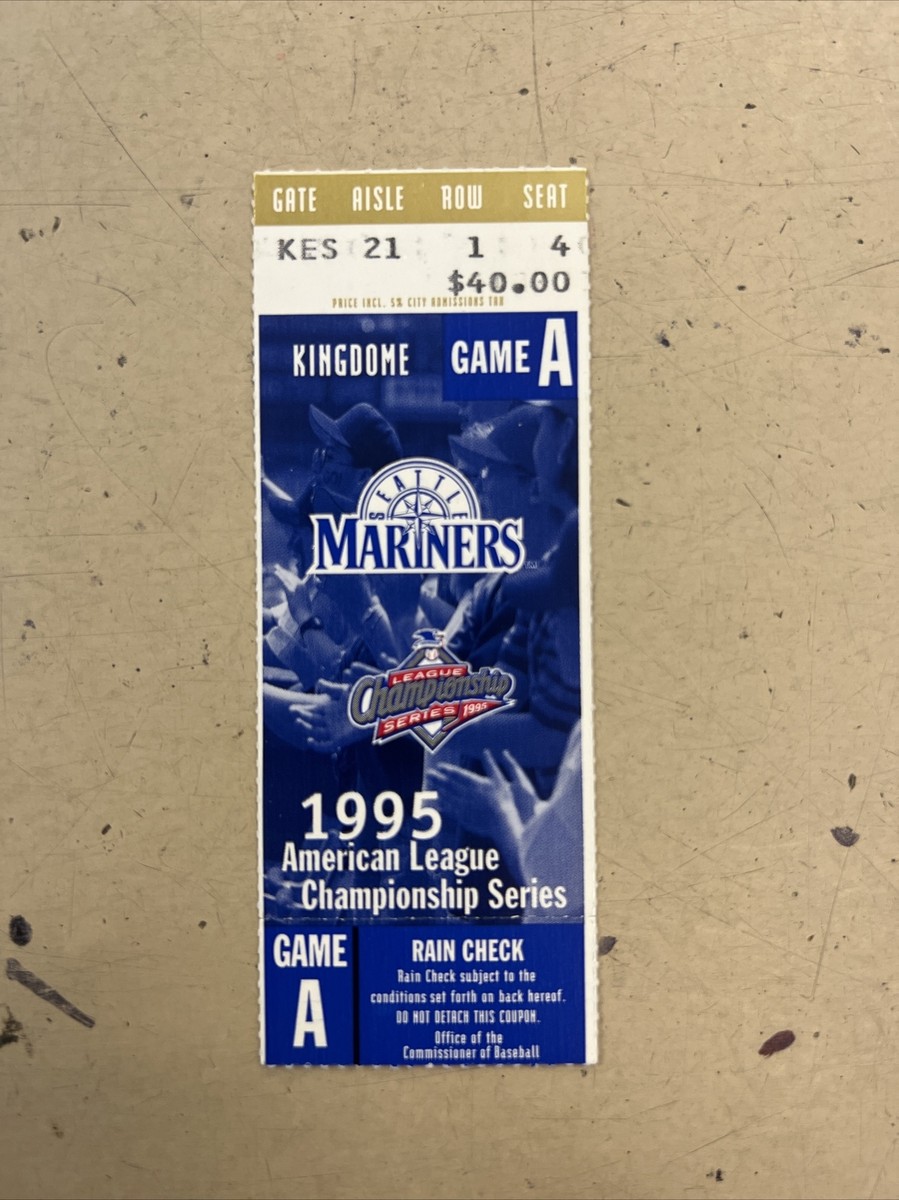 GATE AISLE ROW SEAT
KES 21 1 4
$40.00
PRICE INCL. 5% CITY ADMISSIONS TAX
KINGDOME GAME A
SEATTLE
MARINERS
TM
LEAGUE
Championship
SERIES 1995
1995
American League
Championship Series
GAME
A
RAIN CHECK
Rain Check subject to the
conditions set forth on back hereof.
DO NOT DETACH THIS COUPON.
Office of the
Commissioner of Baseball